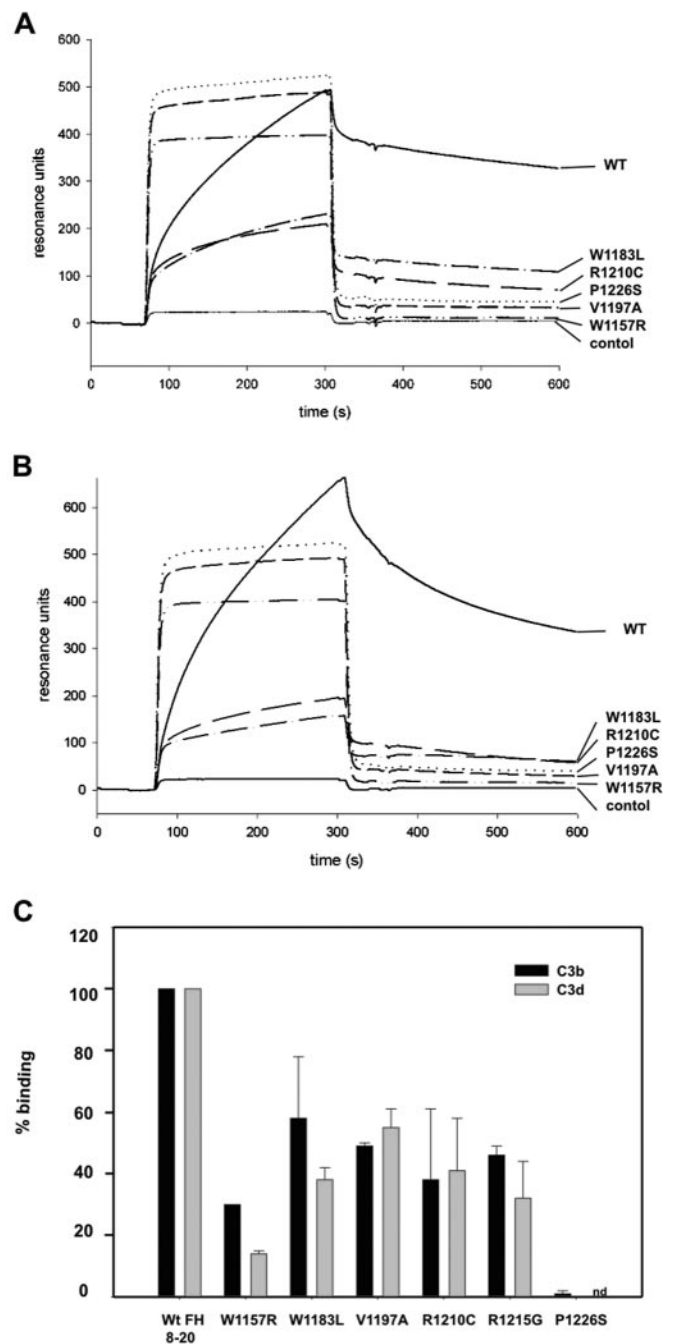 A
600
500
400
300
200
100
0
resonance units
0 100 200 300 400 500 600
time (s)
WT
W1183L
R1210C
P1226S
V1197A
W1157R
contol
B
600
500
400
300
200
100
0
resonance units
0 100 200 300 400 500 600
time (s)
WT
W1183L
R1210C
P1226S
V1197A
W1157R
contol
C
120
100
80
60
40
20
0
% binding
C3b
C3d
nd
Wt FH W1157R W1183L V1197A R1210C R1215G P1226S
8-20